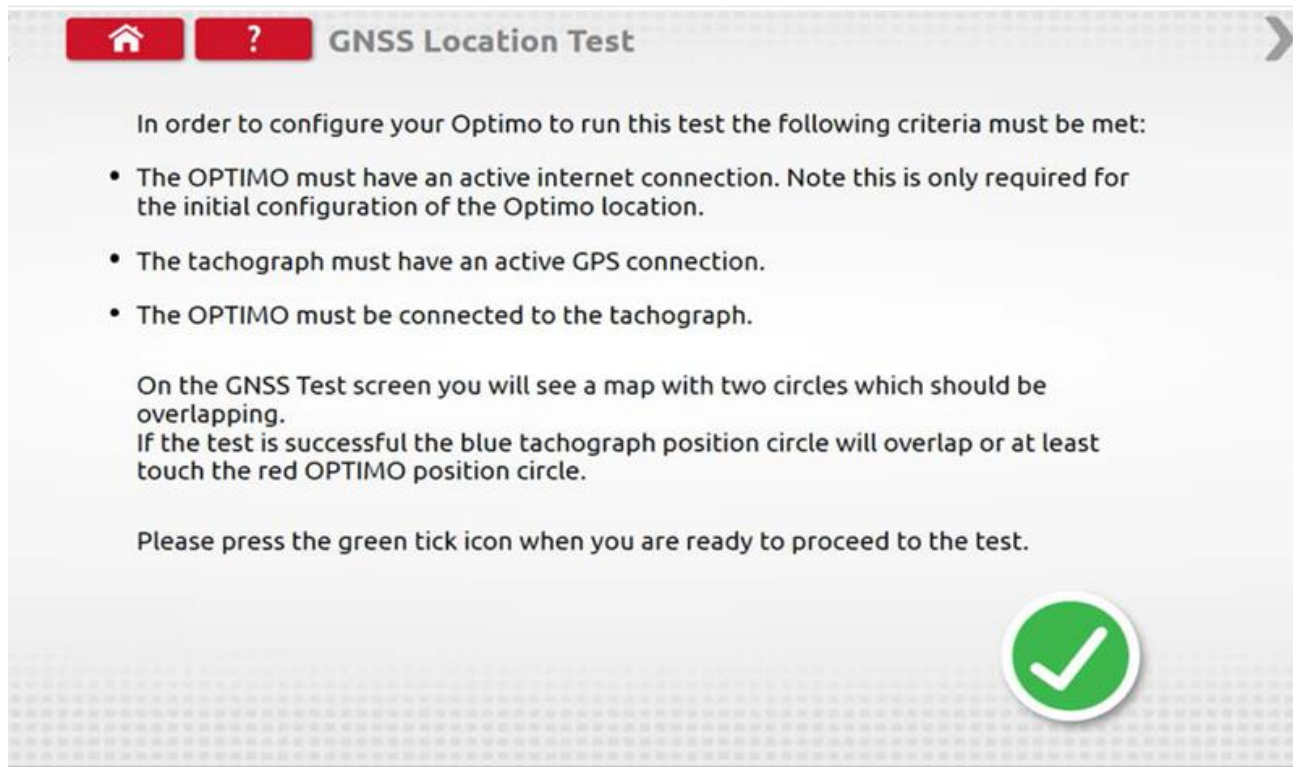 ? GNSS Location Test
In order to configure your Optimo to run this test the following criteria must be met:
• The OPTIMO must have an active internet connection. Note this is only required for
the initial configuration of the Optimo location.
• The tachograph must have an active GPS connection.
• The OPTIMO must be connected to the tachograph.
On the GNSS Test screen you will see a map with two circles which should be
overlapping.
If the test is successful the blue tachograph position circle will overlap or at least
touch the red OPTIMO position circle.
Please press the green tick icon when you are ready to proceed to the test.